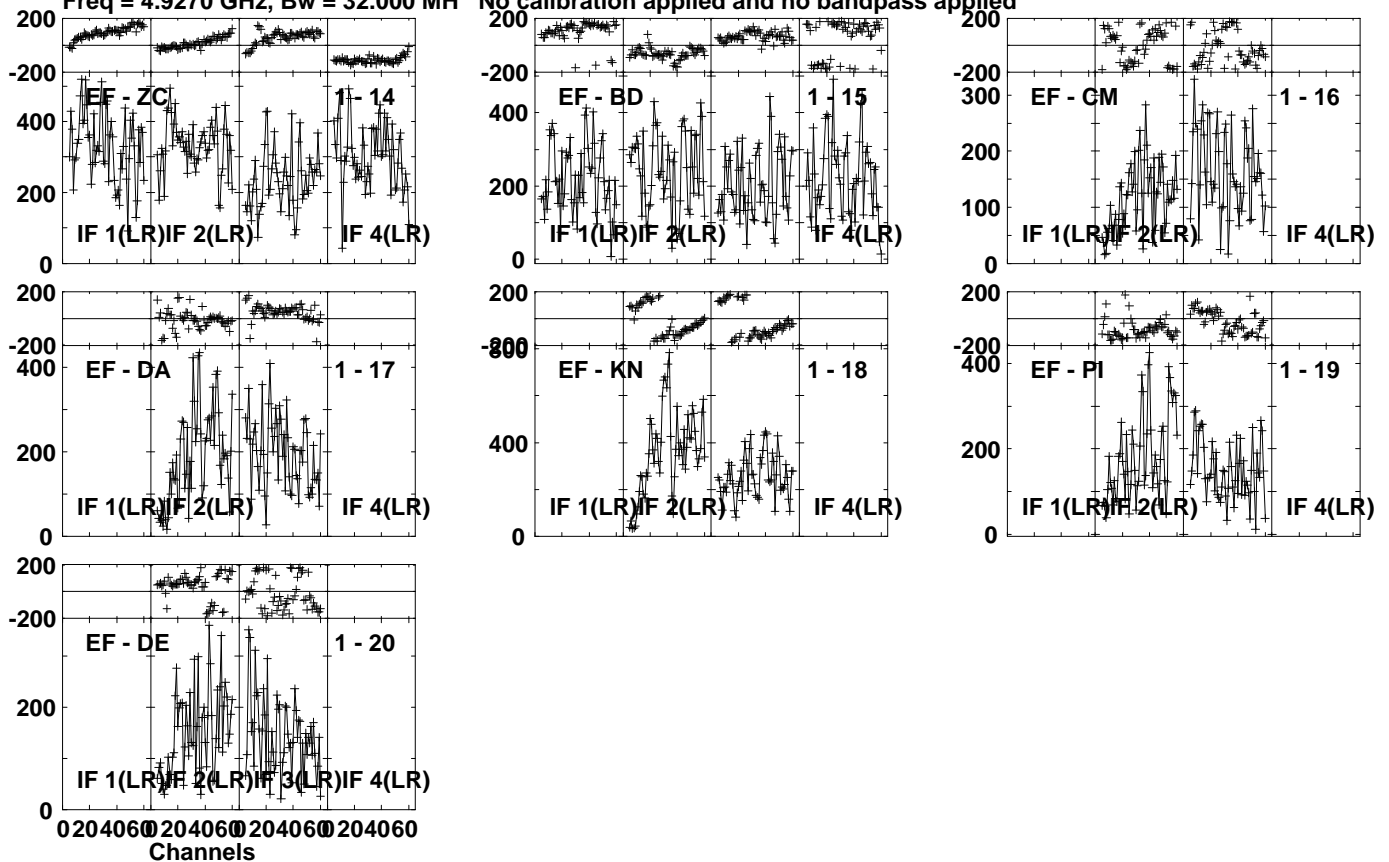 Freq = 4.9270 GHz, Bw = 32.000 MH No calibration applied and no bandpass applied
200
-200
EF - ZC
1 - 14
400
200
0
IF 1(LR)
IF 2(LR)
IF 4(LR)
200
-200
EF - BD
1 - 15
400
200
0
IF 1(LR)
IF 2(LR)
IF 4(LR)
200
-200
EF - CM
1 - 16
300
200
100
0
IF 1(LR)
IF 2(LR)
IF 4(LR)
200
-200
EF - DA
1 - 17
400
200
0
IF 1(LR)
IF 2(LR)
IF 4(LR)
200
-200
800
EF - KN
1 - 18
400
0
IF 1(LR)
IF 2(LR)
IF 4(LR)
200
-200
EF - PI
1 - 19
400
200
0
IF 1(LR)
IF 2(LR)
IF 4(LR)
200
-200
EF - DE
1 - 20
200
0
IF 1(LR)
IF 2(LR)
IF 3(LR)
IF 4(LR)
0 20 40 60 0 20 40 60 0 20 40 60 0 20 40 60
Channels